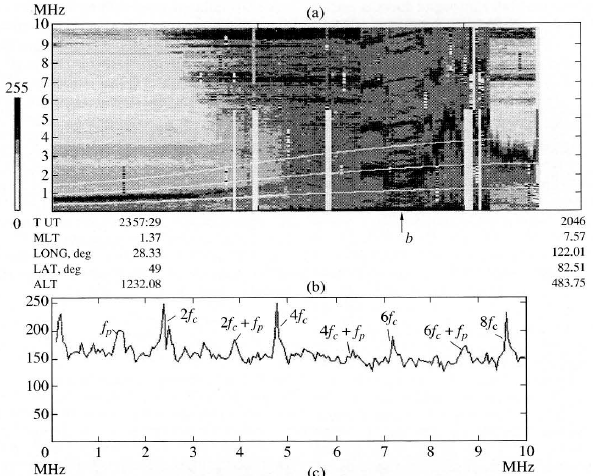 MHz
(a)
10
9
8
7
6
5
4
3
2
1
255
0
T UT 2357:29 2046
MLT 1.37 7.57
LONG, deg 28.33 122.01
LAT, deg 49 82.51
ALT 1232.08 483.75
b
(b)
250
200
150
100
50
fp
2fc
2fc + fp
4fc
4fc + fp
6fc
6fc + fp
8fc
0 1 2 3 4 5 6 7 8 9 10
MHz MHz
(c)